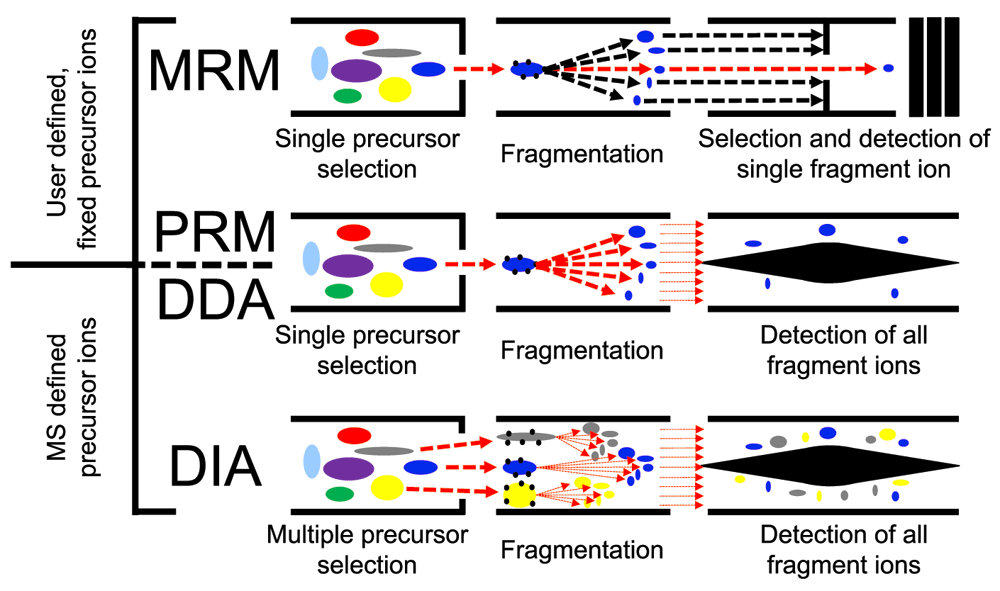 User defined,
fixed precursor ions
MS defined
precursor ions
MRM
Single precursor
selection
Fragmentation
Selection and detection of
single fragment ion
PRM
DDA
Single precursor
selection
Fragmentation
Detection of all
fragment ions
DIA
Multiple precursor
selection
Fragmentation
Detection of all
fragment ions